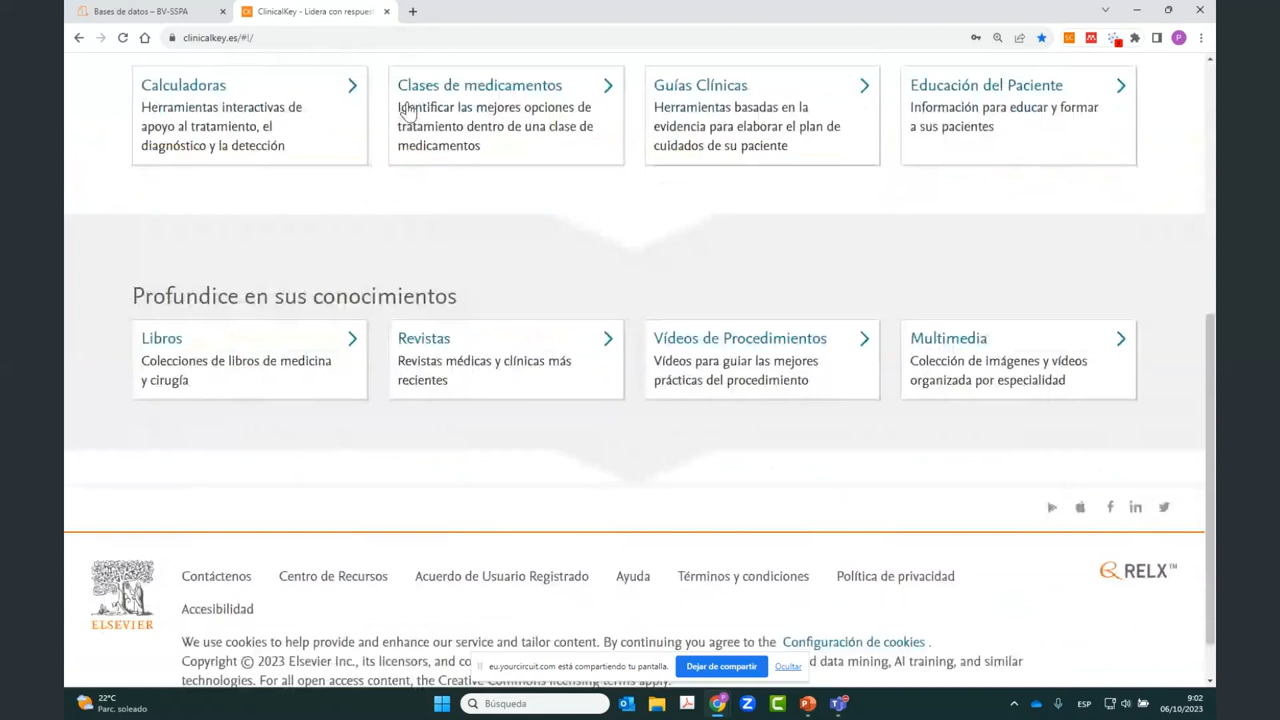 Bases de datos – BV-SSPA
ClinicalKey - Lidera con respuest
clinicalkey.es/#!/
Calculadoras
Herramientas interactivas de
apoyo al tratamiento, el
diagnóstico y la detección
Clases de medicamentos
Identificar las mejores opciones de
tratamiento dentro de una clase de
medicamentos
Guías Clínicas
Herramientas basadas en la
evidencia para elaborar el plan de
cuidados de su paciente
Educación del Paciente
Información para educar y formar
a sus pacientes
Profundice en sus conocimientos
Libros
Colecciones de libros de medicina
y cirugía
Revistas
Revistas médicas y clínicas más
recientes
Vídeos de Procedimientos
Vídeos para guiar las mejores
prácticas del procedimiento
Multimedia
Colección de imágenes y vídeos
organizada por especialidad
ELSEVIER
Contáctenos
Centro de Recursos
Acuerdo de Usuario Registrado
Ayuda
Términos y condiciones
Política de privacidad
Accesibilidad
RELX™
We use cookies to help provide and enhance our service and tailor content. By continuing you agree to the Configuración de cookies .
Copyright © 2023 Elsevier Inc., its licensors, and co
d data mining, AI training, and similar
technologies. For all open access content, the Creative Commons licensing terms apply.
eu.yourcircuit.com está compartiendo tu pantalla.
Dejar de compartir
Ocultar
22°C
Parc. soleado
Búsqueda
ESP
9:02
06/10/2023